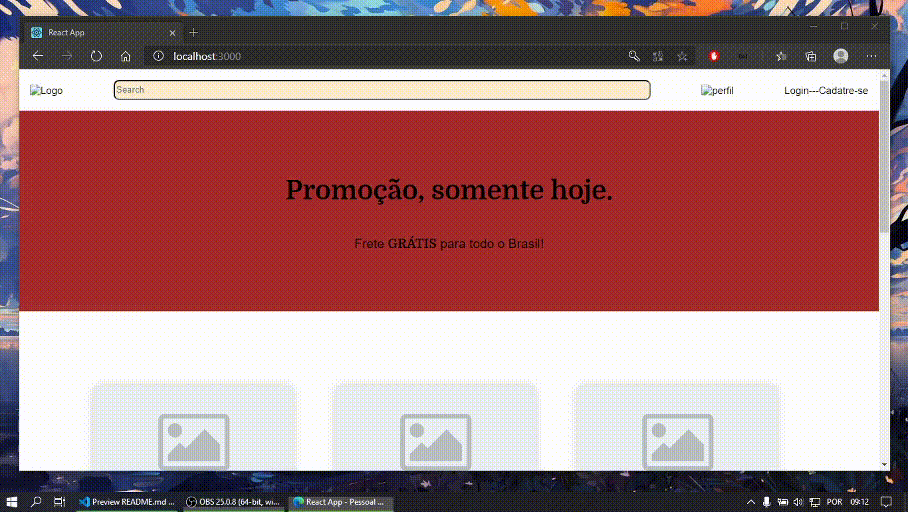 React App
localhost:3000
Logo
Search
perfil
Login---Cadatre-se
Promoção, somente hoje.
Frete GRÁTIS para todo o Brasil!
Preview README.md ...
OBS 25.0.8 (64-bit, wi...
React App - Pessoal ...
POR
09:12